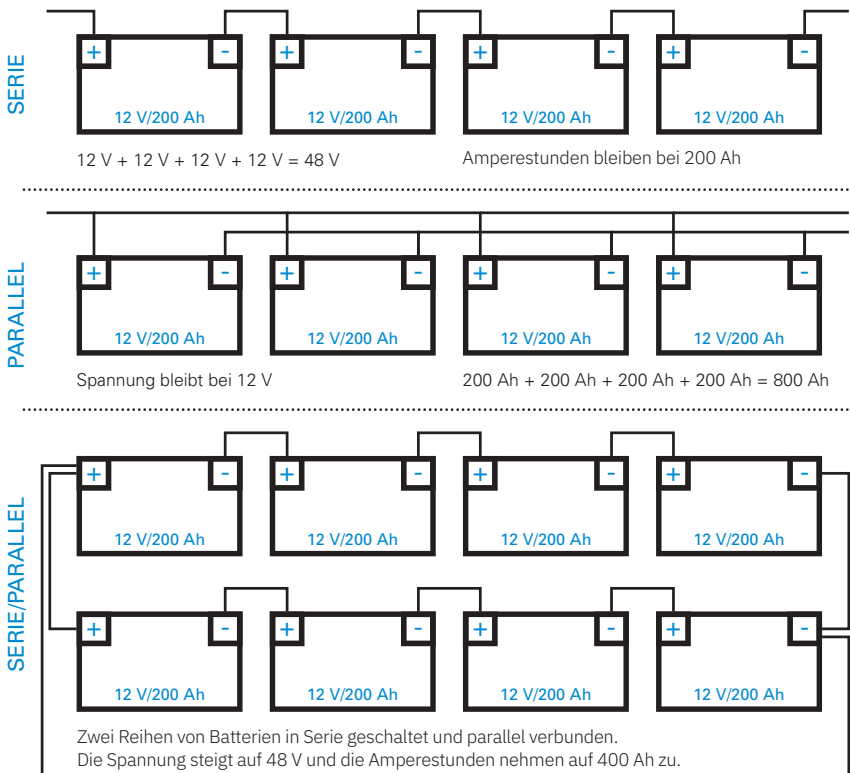 SERIE
+ - + - + - + -
12 V/200 Ah 12 V/200 Ah 12 V/200 Ah 12 V/200 Ah
12 V + 12 V + 12 V + 12 V = 48 V
Amperestunden bleiben bei 200 Ah
PARALLEL
+ - + - + - + -
12 V/200 Ah 12 V/200 Ah 12 V/200 Ah 12 V/200 Ah
Spannung bleibt bei 12 V
200 Ah + 200 Ah + 200 Ah + 200 Ah = 800 Ah
SERIE/PARALLEL
+ - + - + - + -
12 V/200 Ah 12 V/200 Ah 12 V/200 Ah 12 V/200 Ah
+ - + - + - + -
12 V/200 Ah 12 V/200 Ah 12 V/200 Ah 12 V/200 Ah
Zwei Reihen von Batterien in Serie geschaltet und parallel verbunden.
Die Spannung steigt auf 48 V und die Amperestunden nehmen auf 400 Ah zu.